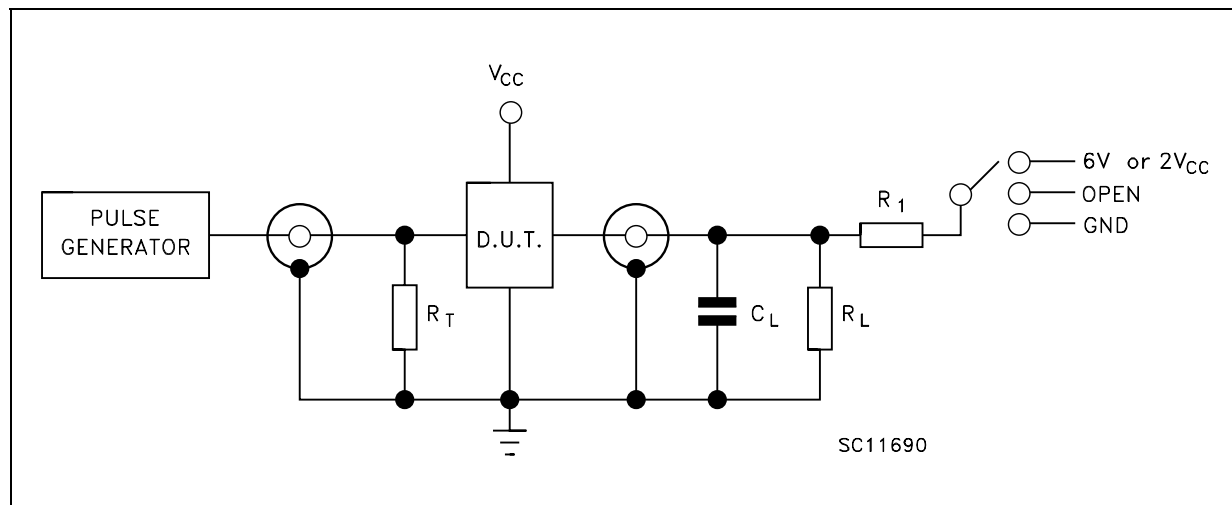 VCC
PULSE
GENERATOR
D.U.T.
RT
CL
RL
R1
6V or 2VCC
OPEN
GND
SC11690